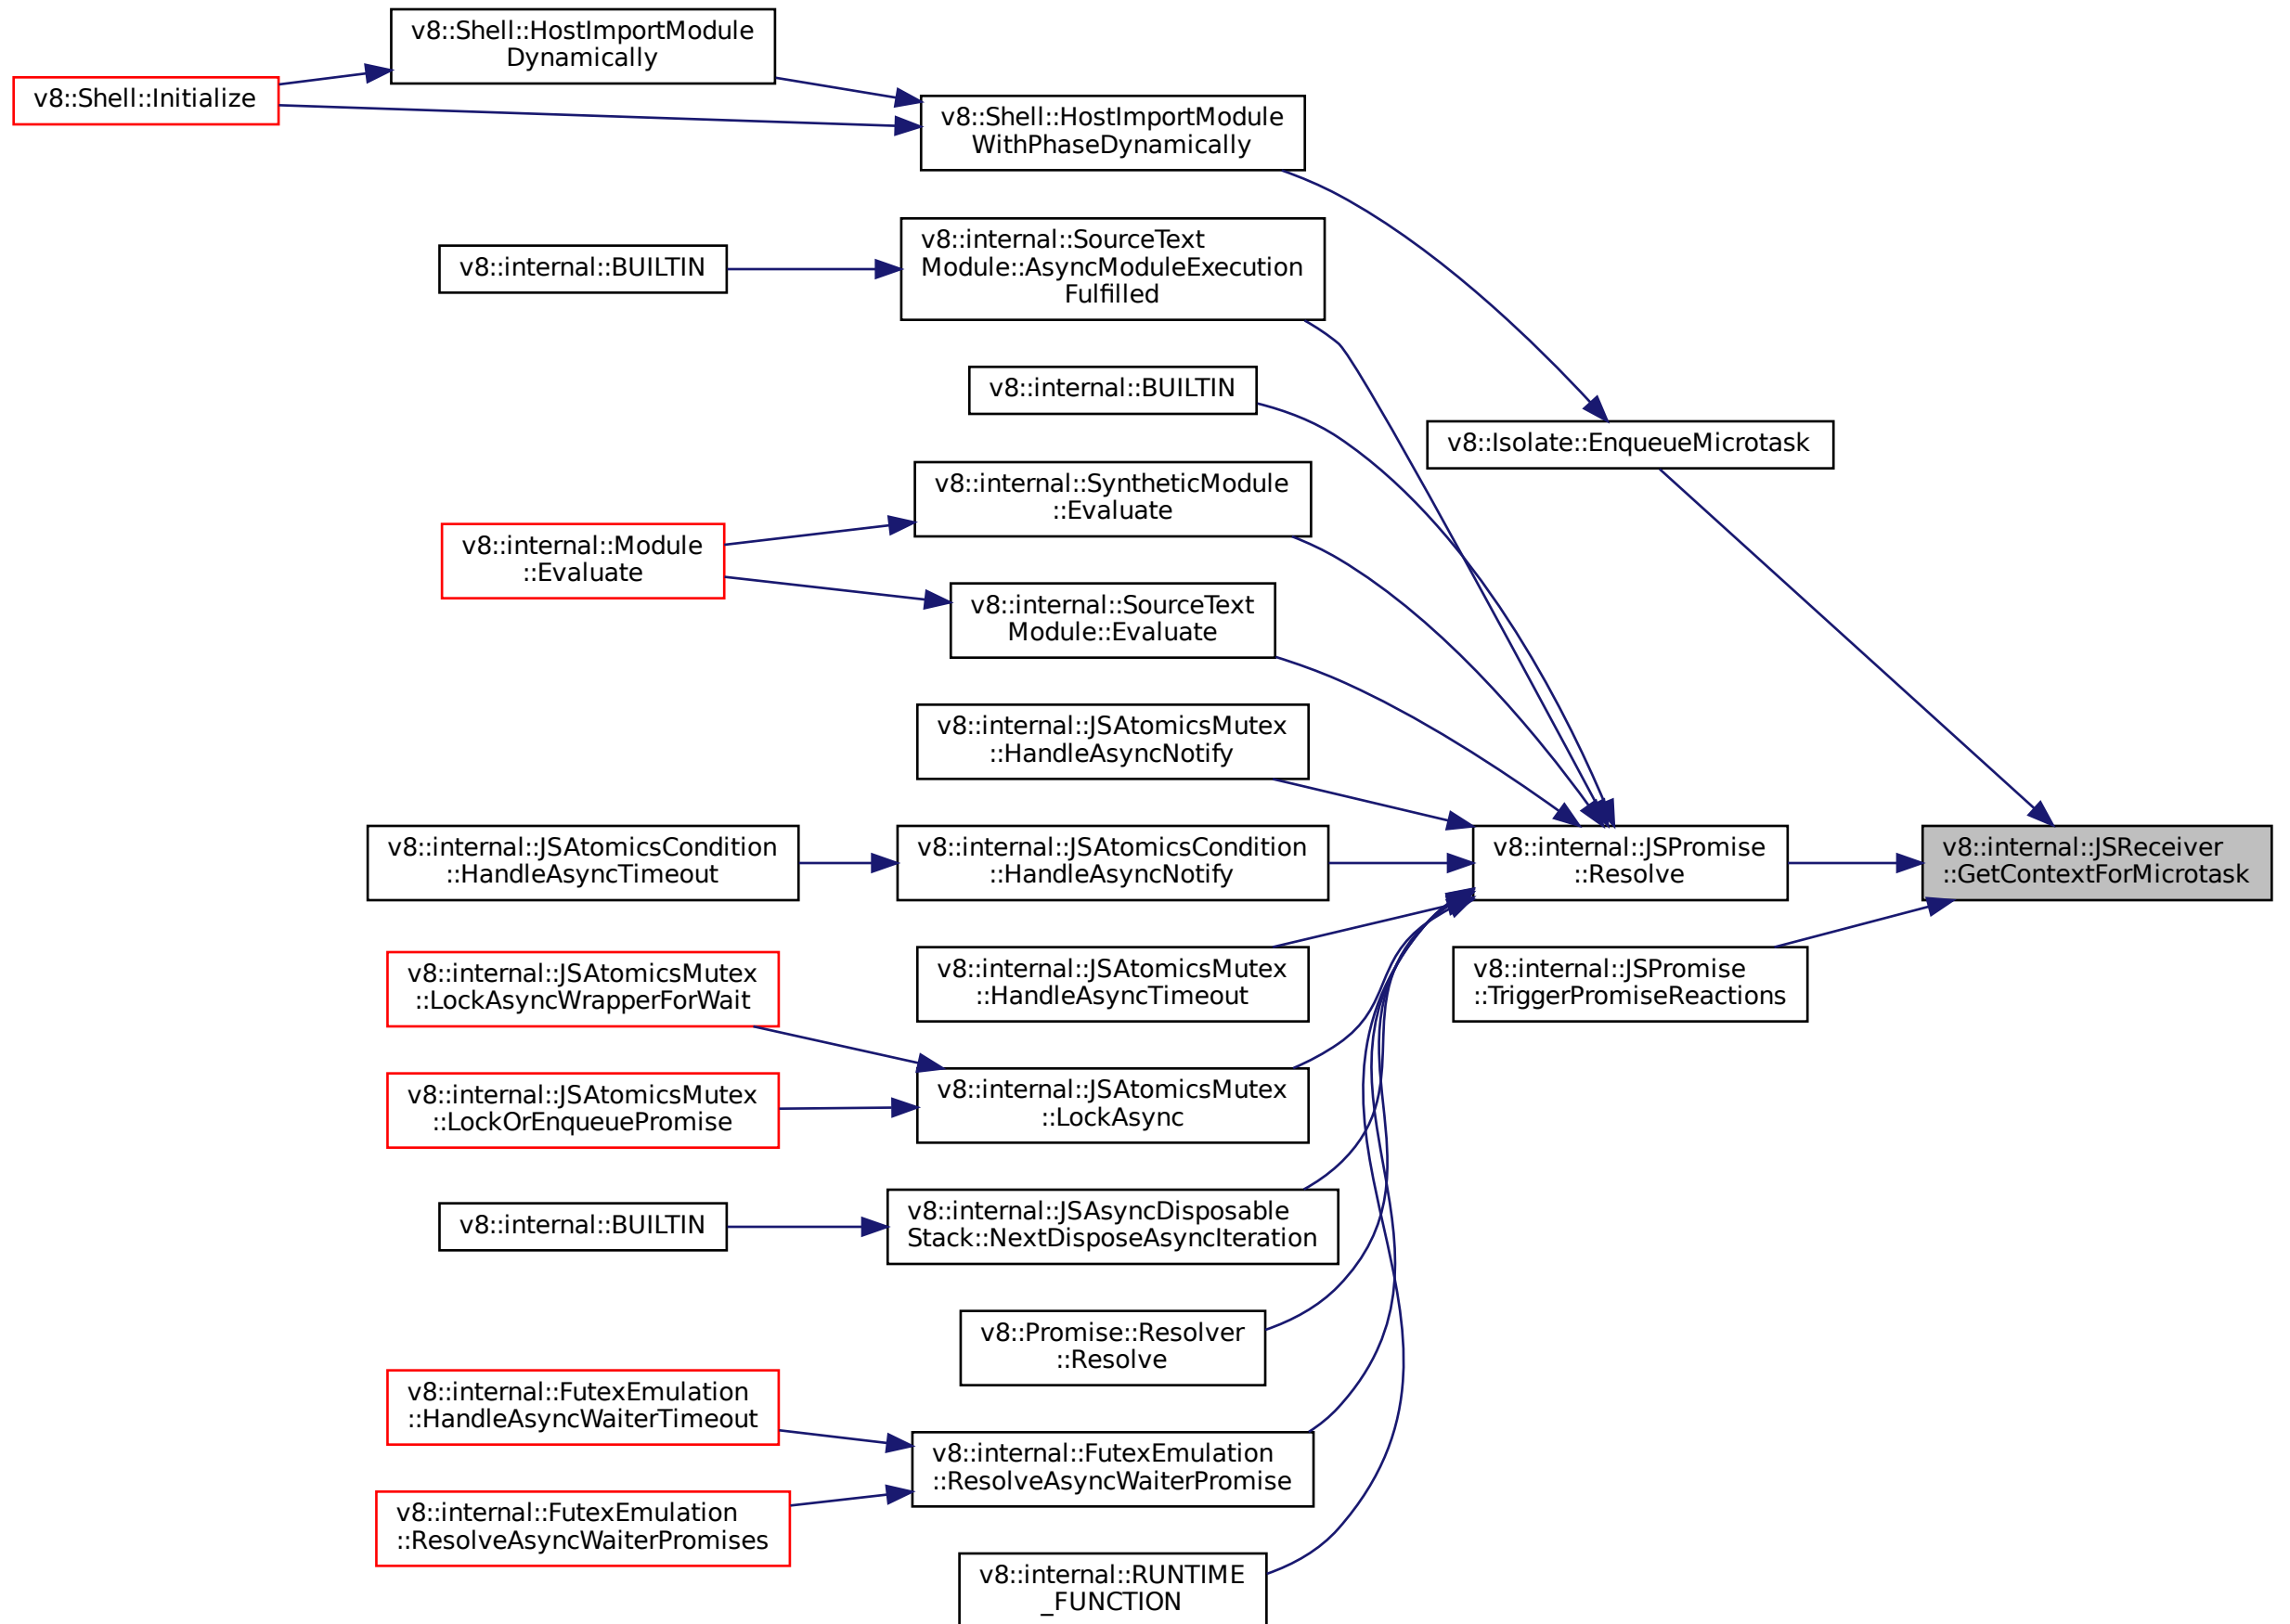 v8::Shell::HostImportModule
Dynamically
v8::Shell::Initialize
v8::Shell::HostImportModule
WithPhaseDynamically
v8::internal::SourceText
Module::AsyncModuleExecution
Fulfilled
v8::internal::BUILTIN
v8::internal::BUILTIN
v8::Isolate::EnqueueMicrotask
v8::internal::SyntheticModule
::Evaluate
v8::internal::Module
::Evaluate
v8::internal::SourceText
Module::Evaluate
v8::internal::JSAtomicsMutex
::HandleAsyncNotify
v8::internal::JSAtomicsCondition
::HandleAsyncTimeout
v8::internal::JSAtomicsCondition
::HandleAsyncNotify
v8::internal::JSPromise
::Resolve
v8::internal::JSReceiver
::GetContextForMicrotask
v8::internal::JSAtomicsMutex
::LockAsyncWrapperForWait
v8::internal::JSAtomicsMutex
::HandleAsyncTimeout
v8::internal::JSPromise
::TriggerPromiseReactions
v8::internal::JSAtomicsMutex
::LockOrEnqueuePromise
v8::internal::JSAtomicsMutex
::LockAsync
v8::internal::BUILTIN
v8::internal::JSAsyncDisposable
Stack::NextDisposeAsyncIteration
v8::Promise::Resolver
::Resolve
v8::internal::FutexEmulation
::HandleAsyncWaiterTimeout
v8::internal::FutexEmulation
::ResolveAsyncWaiterPromise
v8::internal::FutexEmulation
::ResolveAsyncWaiterPromises
v8::internal::RUNTIME
_FUNCTION